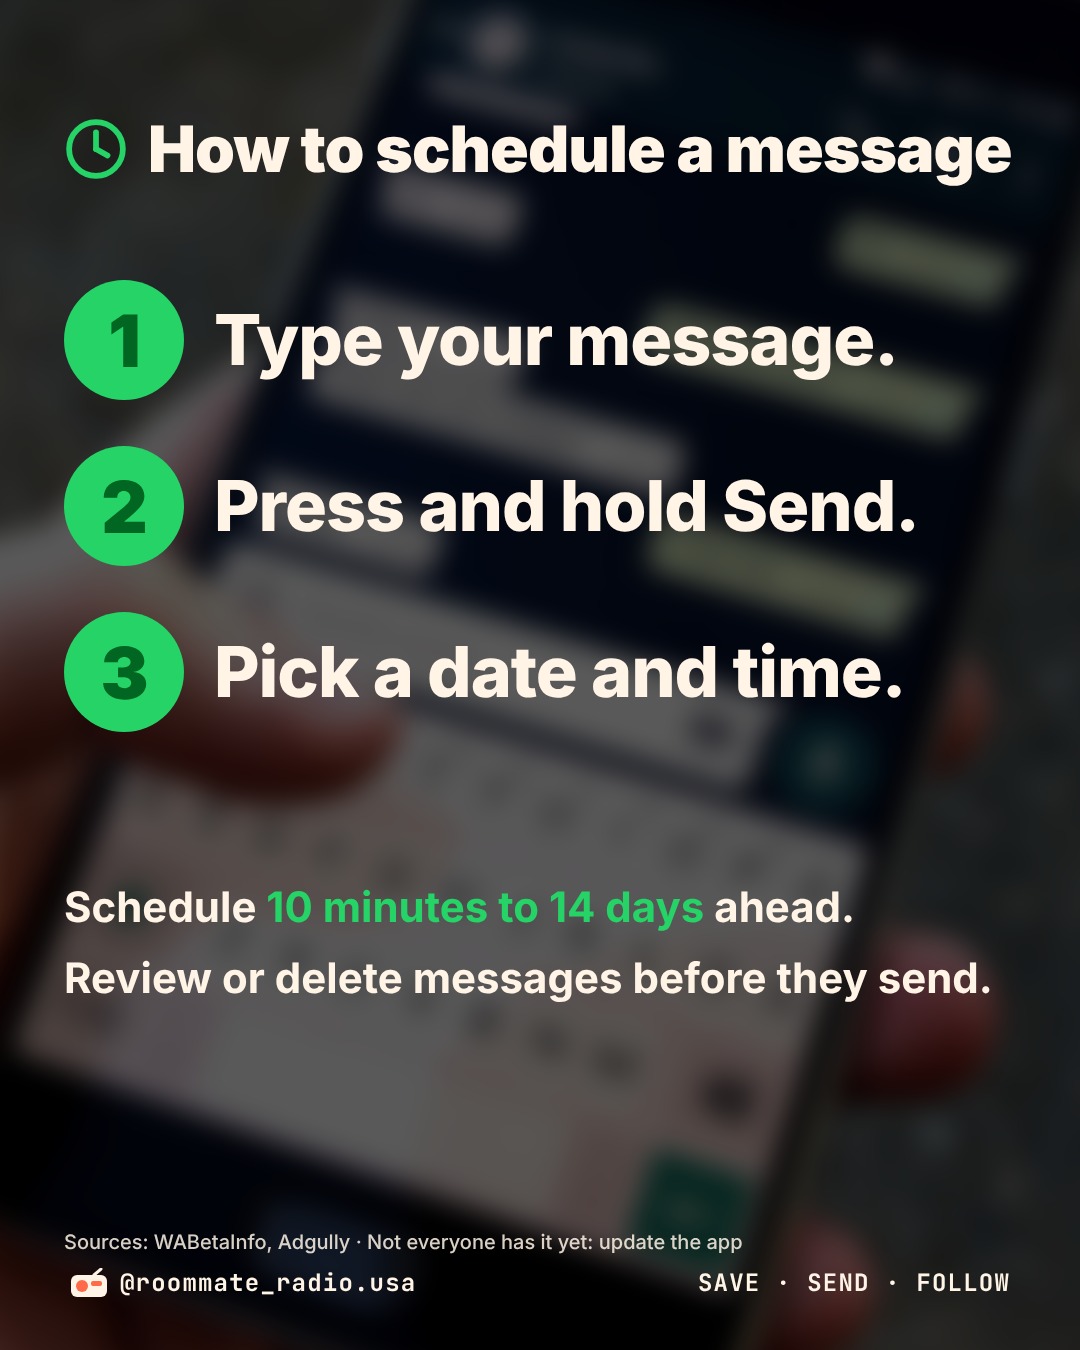 How to schedule a message
1 Type your message.
2 Press and hold Send.
3 Pick a date and time.
Schedule 10 minutes to 14 days ahead.
Review or delete messages before they send.
Sources: WABetaInfo, Adgully · Not everyone has it yet: update the app
@roommate_radio.usa SAVE · SEND · FOLLOW